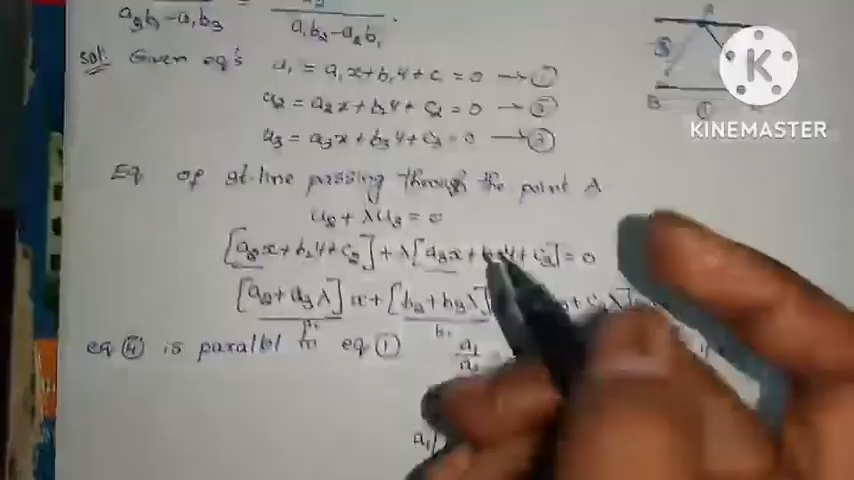 a₃b₁ - a₁b₃   a₁b₂ - a₂b₁ .
sol: Given eq's u₁ = a₁x + b₁y + c₁ = 0 → ①
u₂ = a₂x + b₂y + c₂ = 0 → ②
u₃ = a₃x + b₃y + c₃ = 0 → ③
Eq of st-line passing through the point A
u₂ + λu₃ = 0
[a₂x + b₂y + c₂] + λ[a₃x + b₃y + c₃] = 0
[a₂ + a₃λ]x + [b₂ + b₃λ]
eq ④ is parallel to eq ①
A
③
B ①
K
KINEMASTER